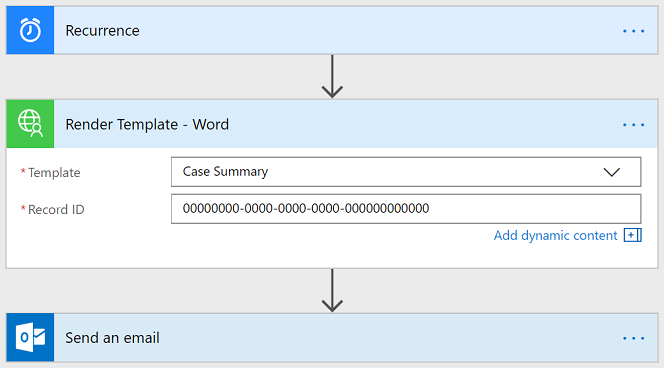 Recurrence
Render Template - Word
* Template
Case Summary
* Record ID
00000000-0000-0000-0000-000000000000
Add dynamic content
Send an email